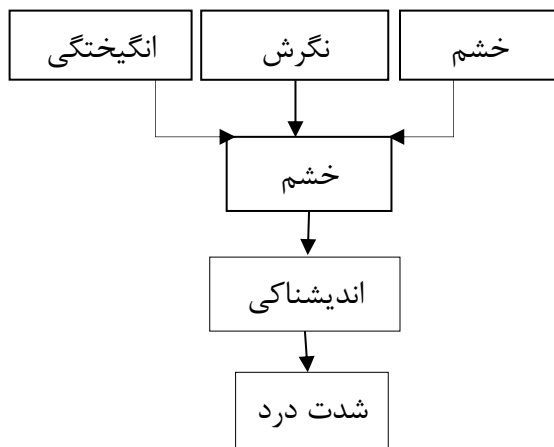 خشم
نگرش
انگیختگی
خشم
اندیشناکی
شدت درد